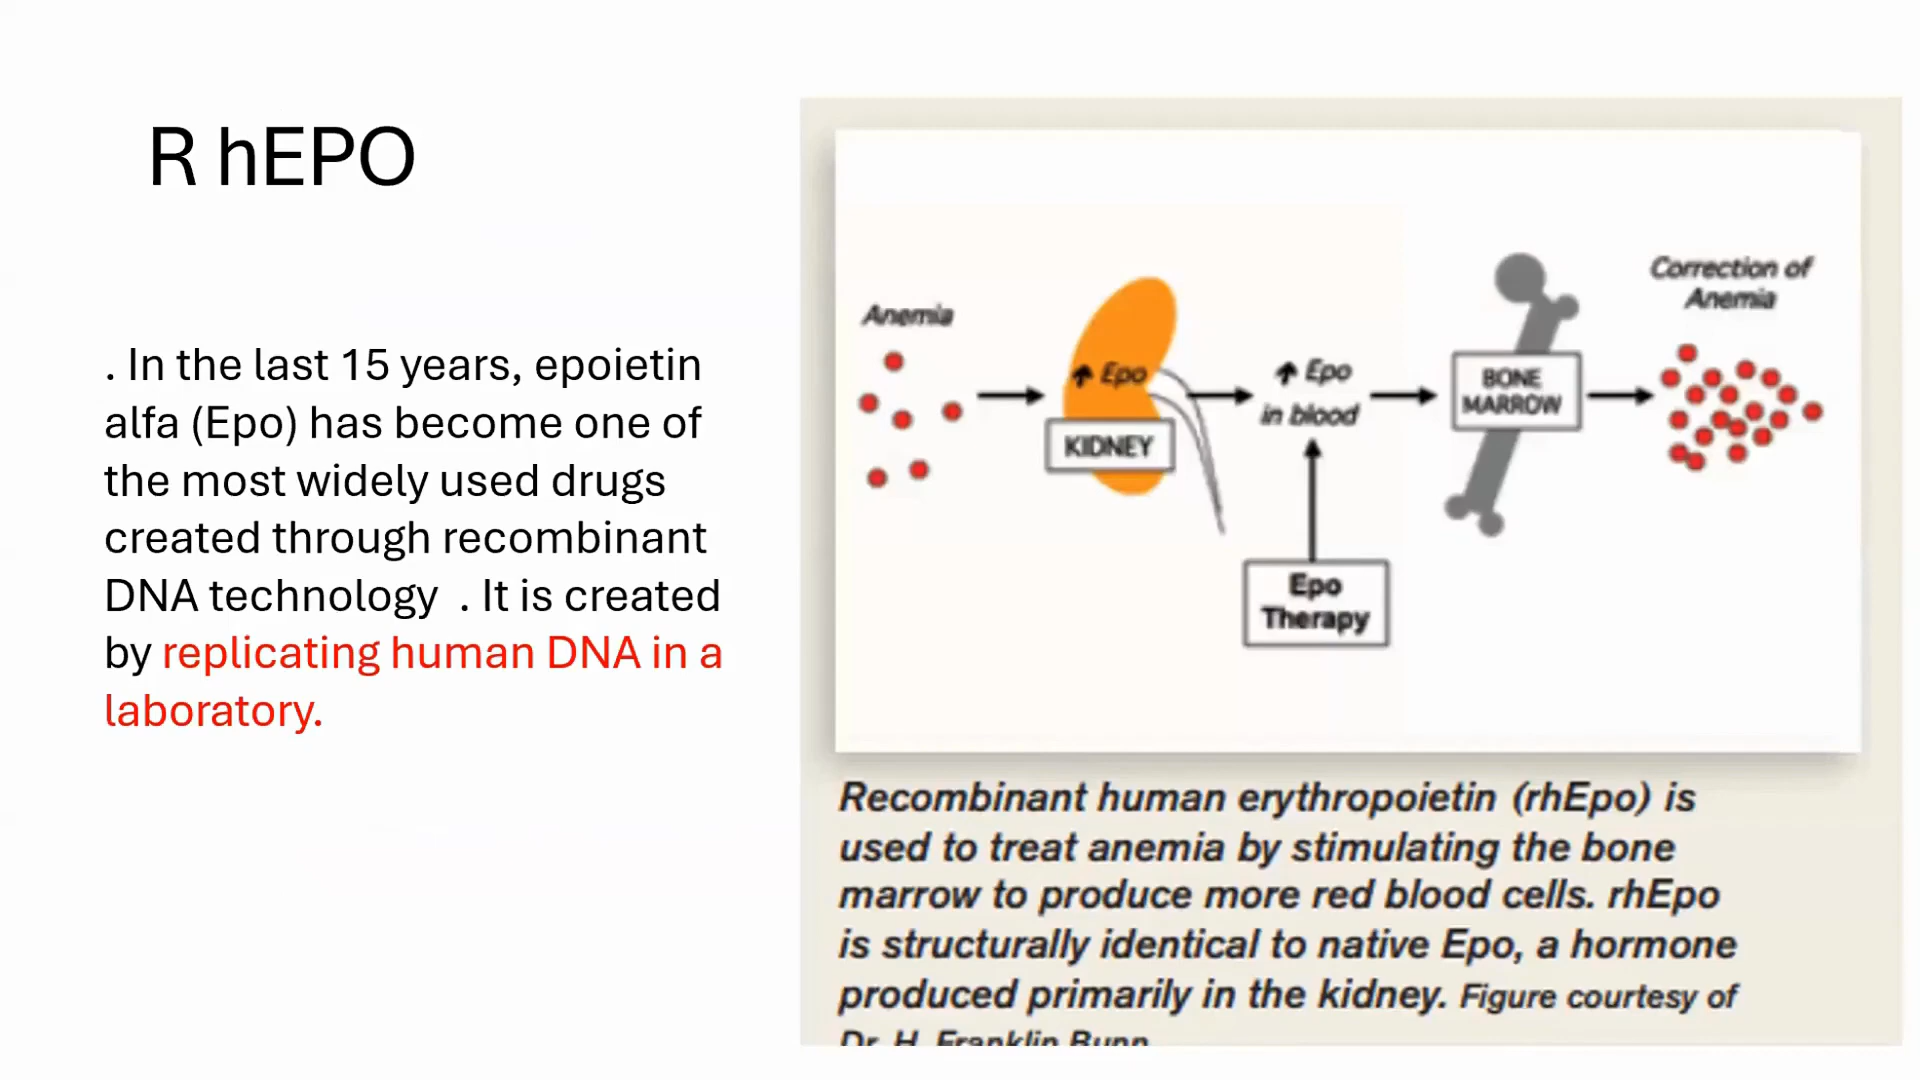 R hEPO
. In the last 15 years, epoietin
alfa (Epo) has become one of
the most widely used drugs
created through recombinant
DNA technology  . It is created
by replicating human DNA in a
laboratory.
Anemia
↑ Epo
KIDNEY
↑ Epo
in blood
Epo
Therapy
BONE
MARROW
Correction of
Anemia
Recombinant human erythropoietin (rhEpo) is
used to treat anemia by stimulating the bone
marrow to produce more red blood cells. rhEpo
is structurally identical to native Epo, a hormone
produced primarily in the kidney. Figure courtesy of
Dr. H. Franklin Bunn